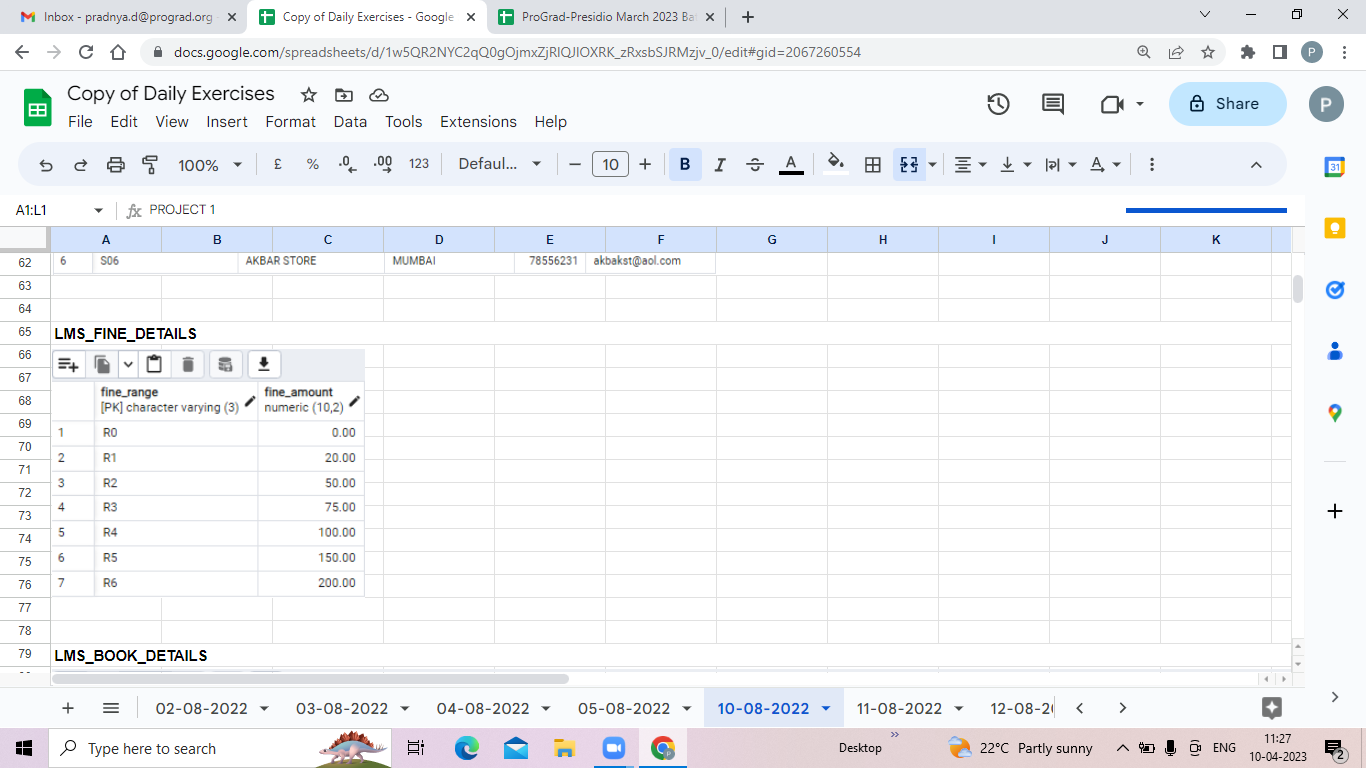 Inbox - pradnya.d@prograd.org
Copy of Daily Exercises - Google
ProGrad-Presidio March 2023 Ba
docs.google.com/spreadsheets/d/1w5QR2NYC2qQ0gOjmxZjRIQJIOXRK_zRxsbSJRMzjv_0/edit#gid=2067260554
P
Copy of Daily Exercises
File Edit View Insert Format Data Tools Extensions Help
Share
P
100% £ % .0 .00 123 Defaul... 10 B I A A
31
A1:L1 fx PROJECT 1
A B C D E F G H I J K
62 6 S06 AKBAR STORE MUMBAI 78556231 akbakst@aol.com
63
64
65 LMS_FINE_DETAILS
66
67
68 fine_range fine_amount
[PK] character varying (3) numeric (10,2)
69 1 R0 0.00
70 2 R1 20.00
71 3 R2 50.00
72
73 4 R3 75.00
74 5 R4 100.00
75 6 R5 150.00
76 7 R6 200.00
77
78
79 LMS_BOOK_DETAILS
02-08-2022 03-08-2022 04-08-2022 05-08-2022 10-08-2022 11-08-2022 12-08-2
Type here to search
Desktop
22°C Partly sunny
ENG
11:27
10-04-2023
2